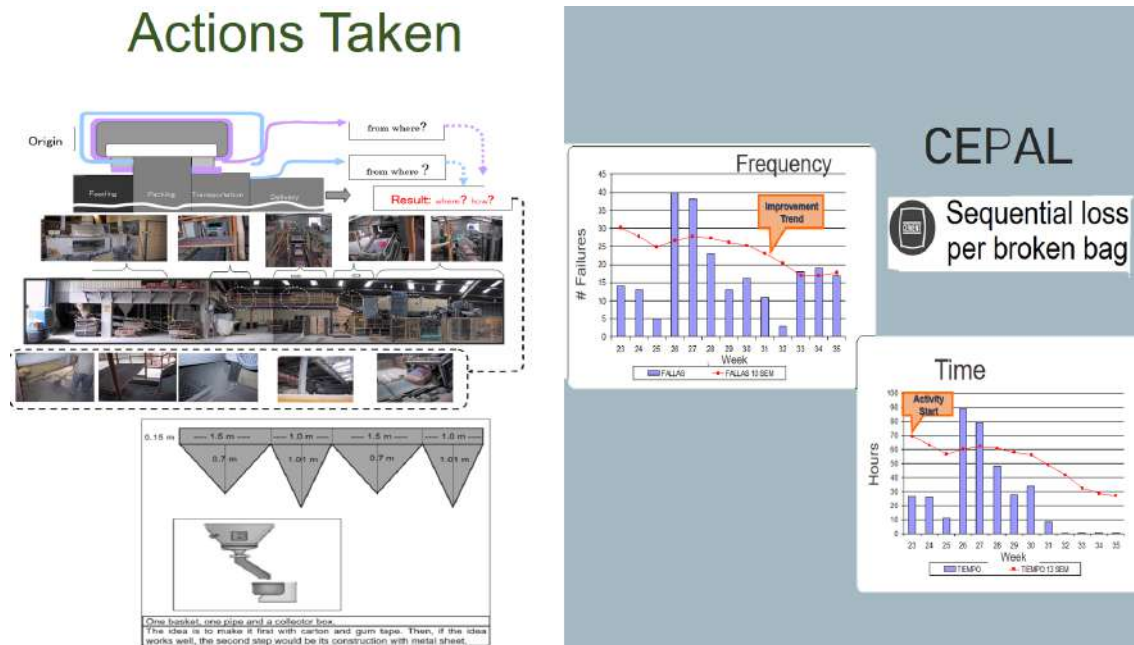 Actions Taken
Origin
from where?
from where ?
Result: where? how?
Feeding
Packing
Transportation
Delivery
0.15 m
1.5 m
1.0 m
1.5 m
1.0 m
0.7 m
1.01 m
0.7 m
1.01 m
One basket, one pipe and a collector box.
The idea is to make it first with carton and gum tape. Then, if the idea
works well, the second step would be its construction with metal sheet.
CEPAL
CEMENT
Sequential loss
per broken bag
Frequency
Improvement
Trend
# Failures
45
40
35
30
25
20
15
10
5
0
23 24 25 26 27 28 29 30 31 32 33 34 35
Week
FALLAS
FALLAS 13 SEM
Time
Activity
Start
Hours
100
90
80
70
60
50
40
30
20
10
0
23 24 25 26 27 28 29 30 31 32 33 34 35
Week
TIEMPO
TIEMPO 13 SEM